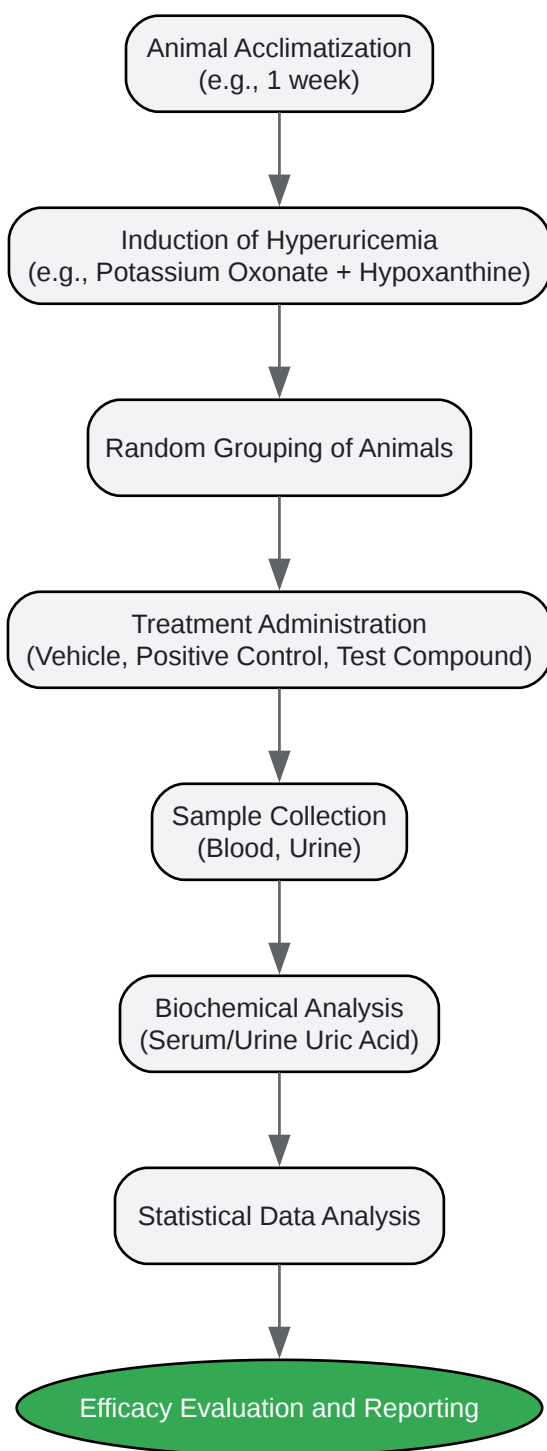 Animal Acclimatization
(e.g., 1 week)
Induction of Hyperuricemia
(e.g., Potassium Oxonate + Hypoxanthine)
Random Grouping of Animals
Treatment Administration
(Vehicle, Positive Control, Test Compound)
Sample Collection
(Blood, Urine)
Biochemical Analysis
(Serum/Urine Uric Acid)
Statistical Data Analysis
Efficacy Evaluation and Reporting